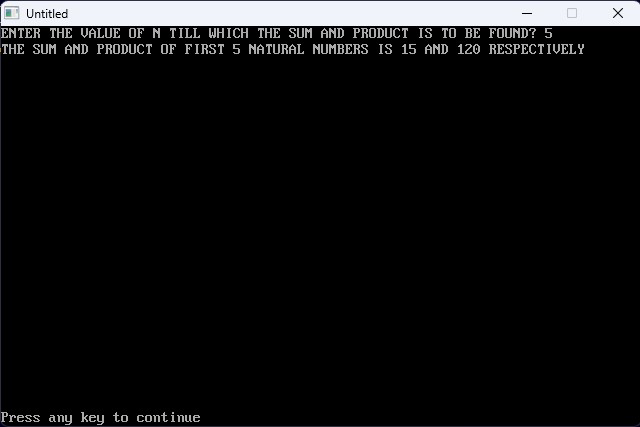 Untitled
ENTER THE VALUE OF N TILL WHICH THE SUM AND PRODUCT IS TO BE FOUND? 5
THE SUM AND PRODUCT OF FIRST 5 NATURAL NUMBERS IS 15 AND 120 RESPECTIVELY
Press any key to continue